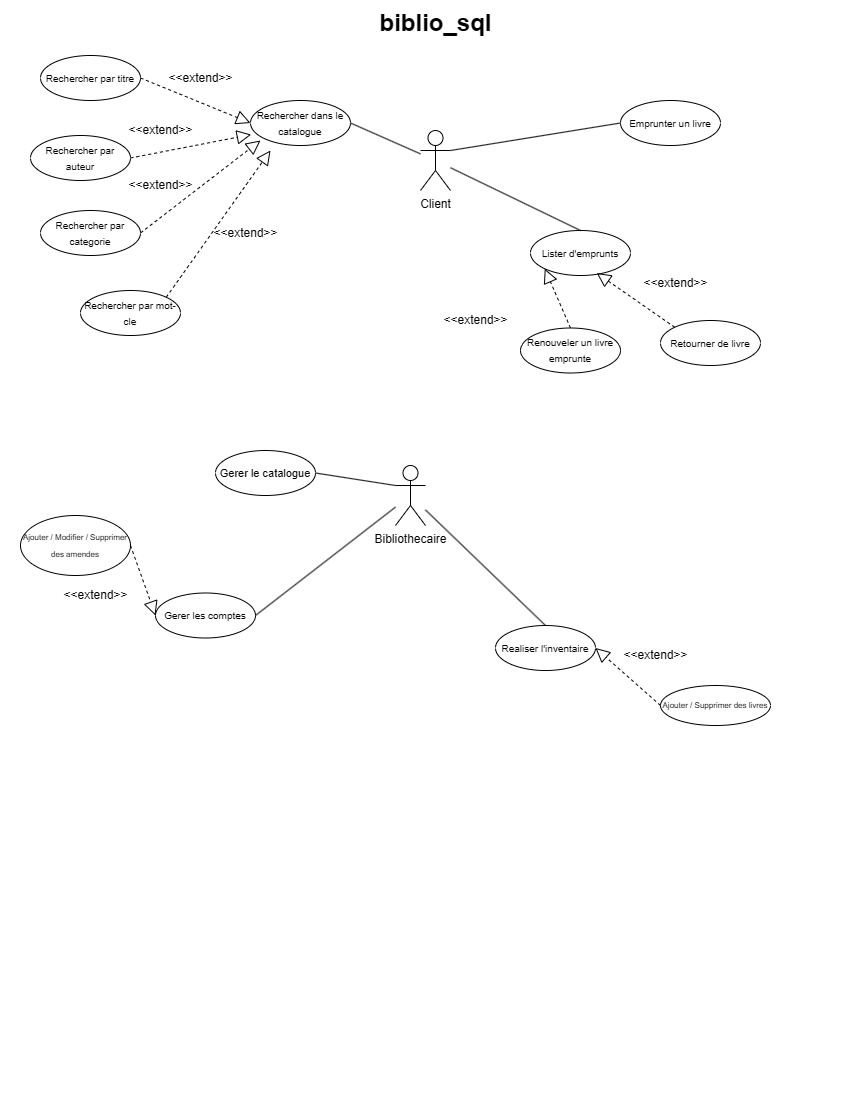 biblio_sql
Rechercher par titre
<<extend>>
Rechercher dans le
catalogue
Emprunter un livre
<<extend>>
Rechercher par
auteur
<<extend>>
Client
Rechercher par
categorie
<<extend>>
Lister d'emprunts
<<extend>>
Rechercher par mot-
cle
<<extend>>
Renouveler un livre
emprunte
Retourner de livre
Gerer le catalogue
Bibliothecaire
Ajouter / Modifier / Supprimer
des amendes
<<extend>>
Gerer les comptes
Realiser l'inventaire
<<extend>>
Ajouter / Supprimer des livres